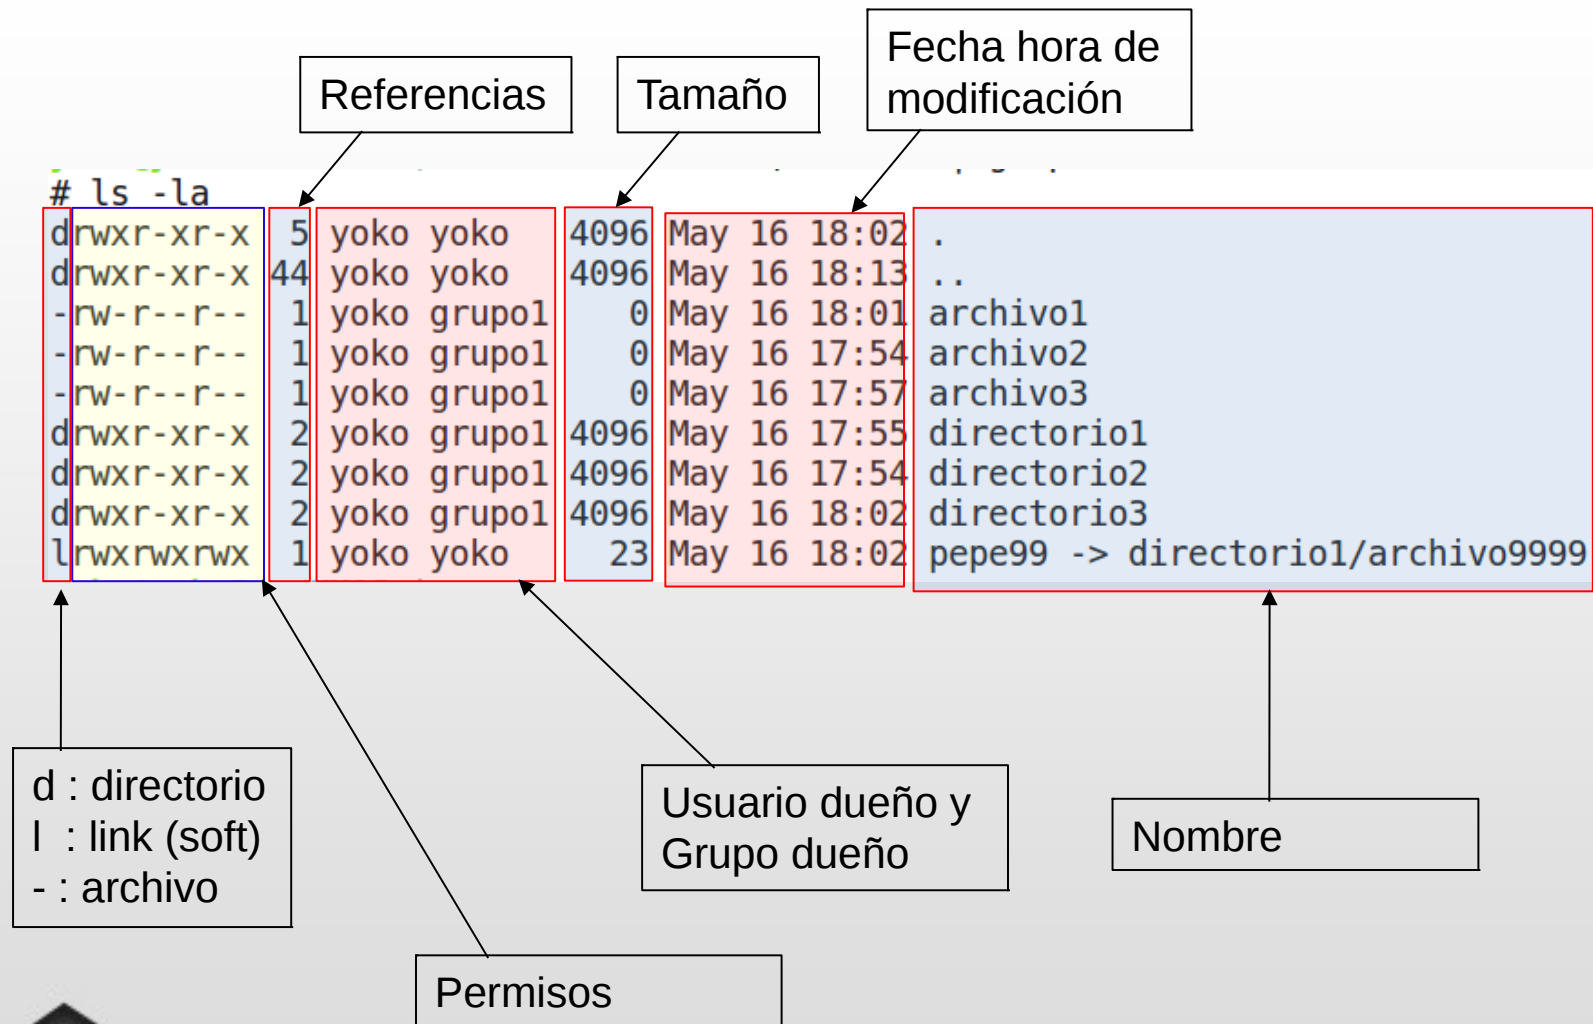 Fecha hora de
modificación
Referencias
Tamaño
# ls -la
drwxr-xr-x  5 yoko yoko   4096 May 16 18:02 .
drwxr-xr-x 44 yoko yoko   4096 May 16 18:13 ..
-rw-r--r--  1 yoko grupo1    0 May 16 18:01 archivo1
-rw-r--r--  1 yoko grupo1    0 May 16 17:54 archivo2
-rw-r--r--  1 yoko grupo1    0 May 16 17:57 archivo3
drwxr-xr-x  2 yoko grupo1 4096 May 16 17:55 directorio1
drwxr-xr-x  2 yoko grupo1 4096 May 16 17:54 directorio2
drwxr-xr-x  2 yoko grupo1 4096 May 16 18:02 directorio3
lrwxrwxrwx  1 yoko yoko     23 May 16 18:02 pepe99 -> directorio1/archivo9999
d : directorio
l : link (soft)
- : archivo
Usuario dueño y
Grupo dueño
Nombre
Permisos